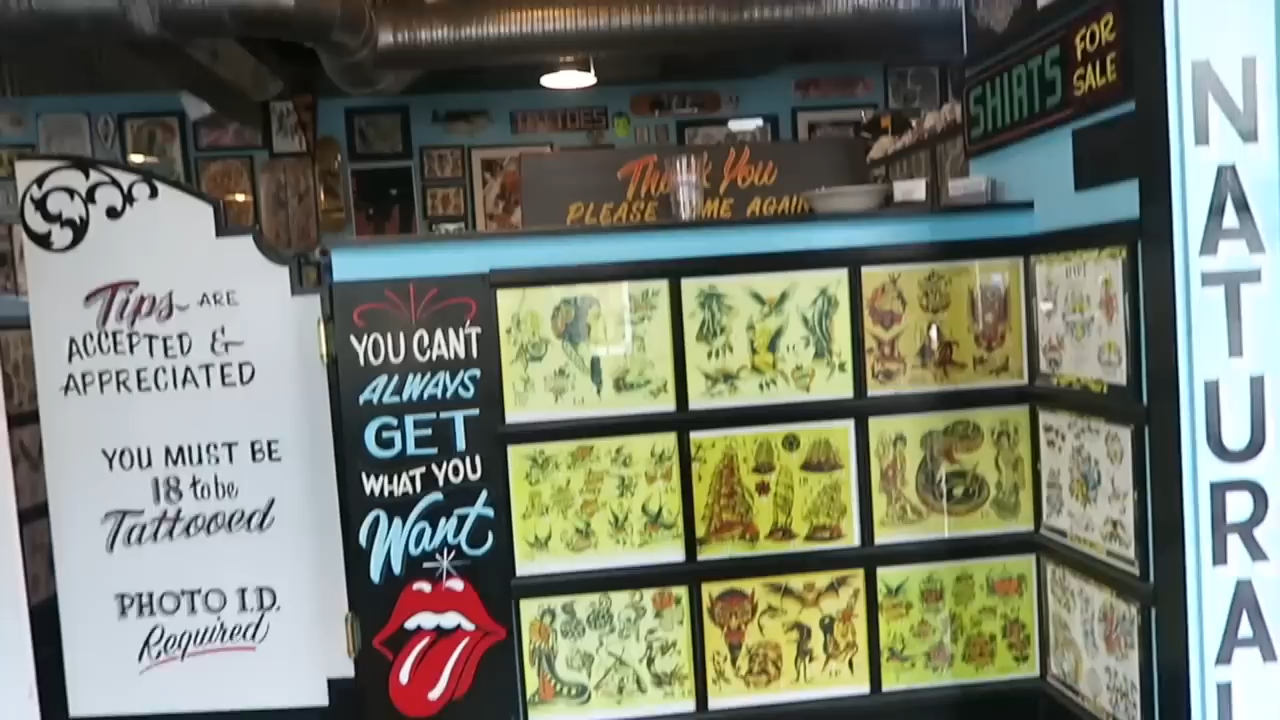 SHIRTS FOR
SALE
TATTOOS
Thank You
PLEASE COME AGAIN
Tips ARE
ACCEPTED &
APPRECIATED
YOU MUST BE
18 to be
Tattooed
PHOTO I.D.
Required
YOU CAN'T
ALWAYS
GET
WHAT YOU
Want
NATURAL